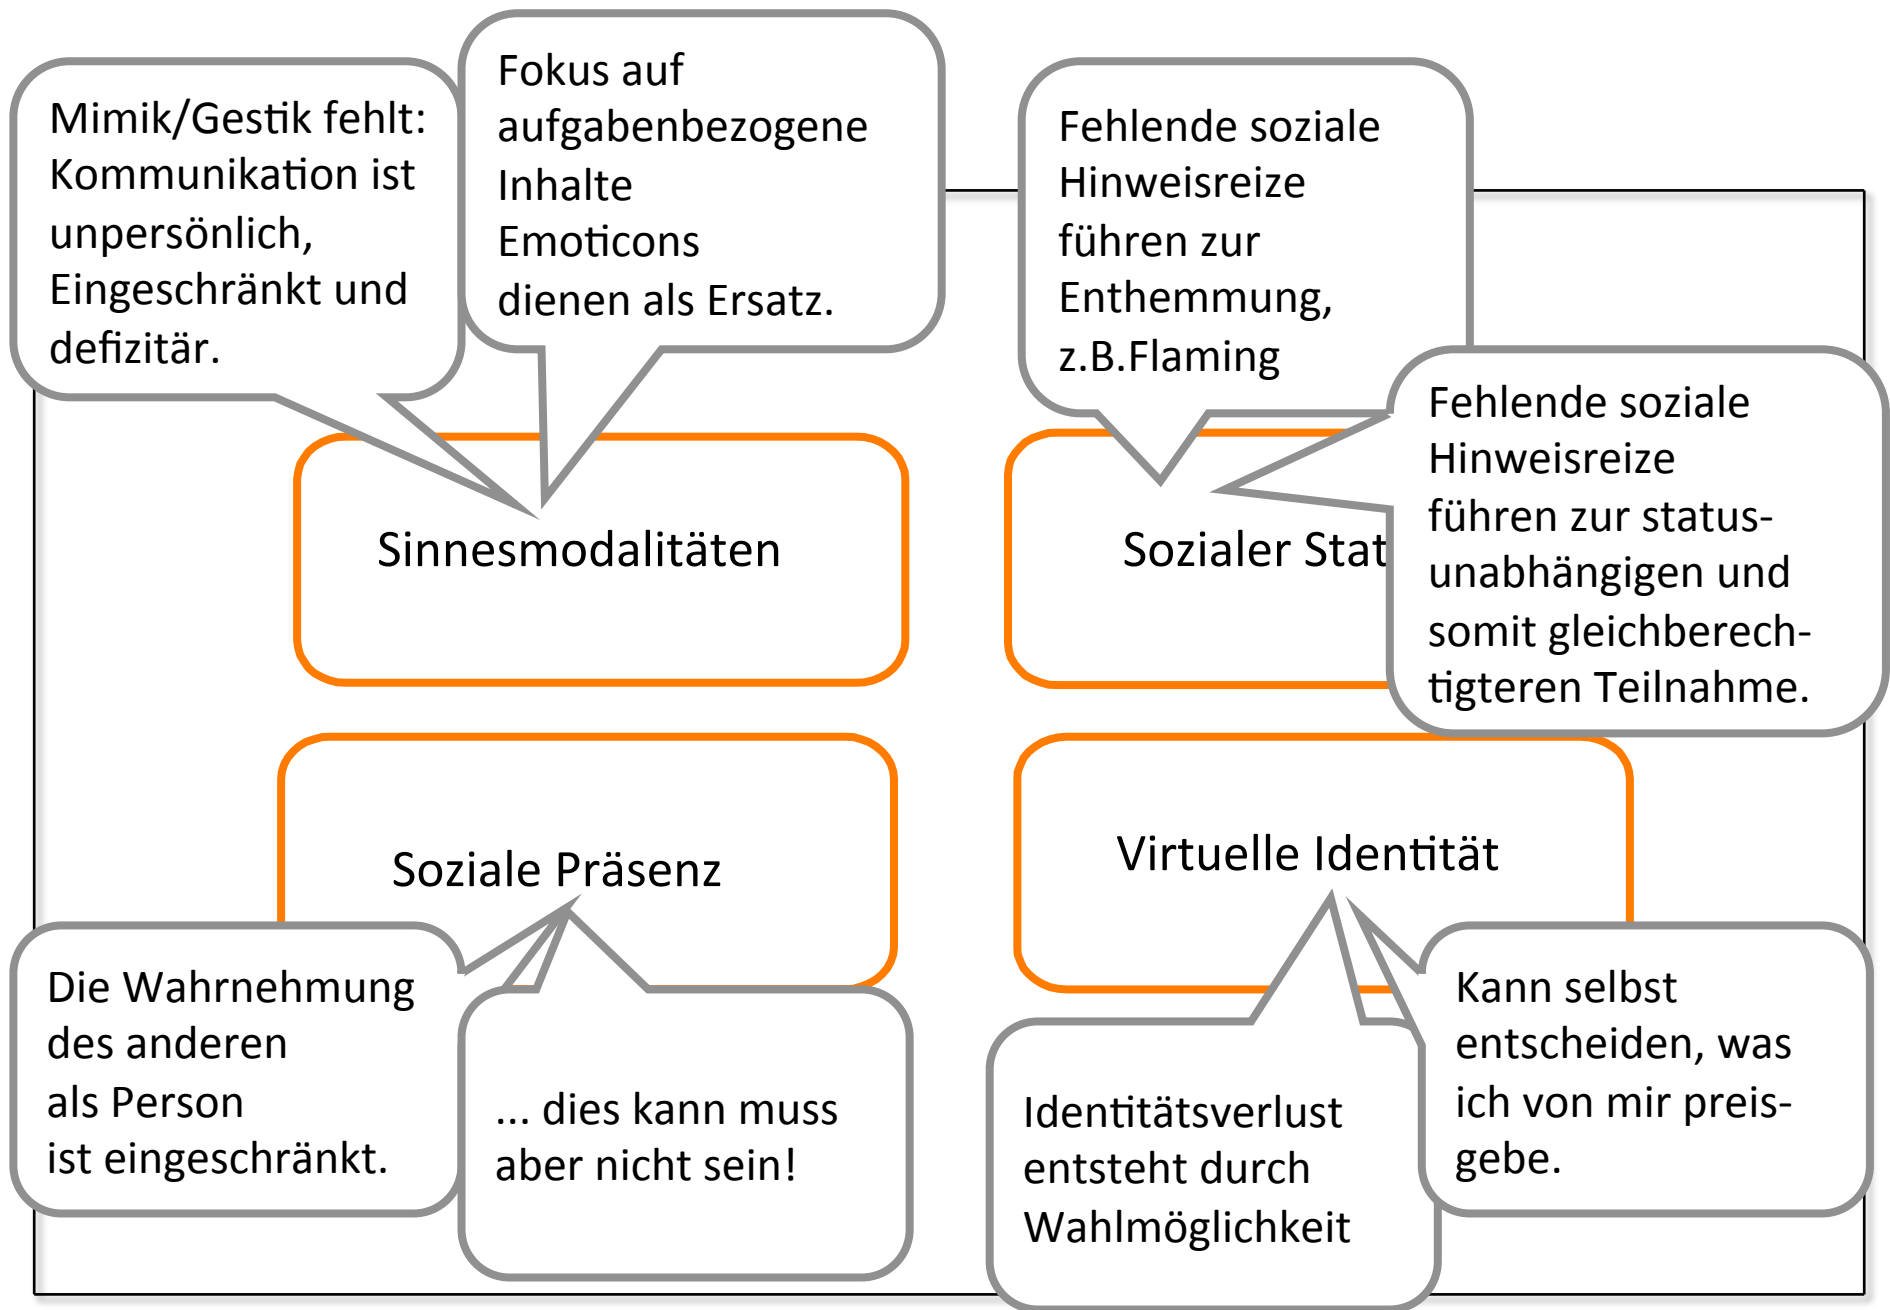 Mimik/Gestik fehlt:
Kommunikation ist
unpersönlich,
Eingeschränkt und
defizitär.
Fokus auf
aufgabenbezogene
Inhalte
Emoticons
dienen als Ersatz.
Fehlende soziale
Hinweisreize
führen zur
Enthemmung,
z.B.Flaming
Fehlende soziale
Hinweisreize
führen zur status-
unabhängigen und
somit gleichberech-
tigteren Teilnahme.
Sinnesmodalitäten
Sozialer Stat
Soziale Präsenz
Virtuelle Identität
Die Wahrnehmung
des anderen
als Person
ist eingeschränkt.
... dies kann muss
aber nicht sein!
Identitätsverlust
entsteht durch
Wahlmöglichkeit
Kann selbst
entscheiden, was
ich von mir preis-
gebe.